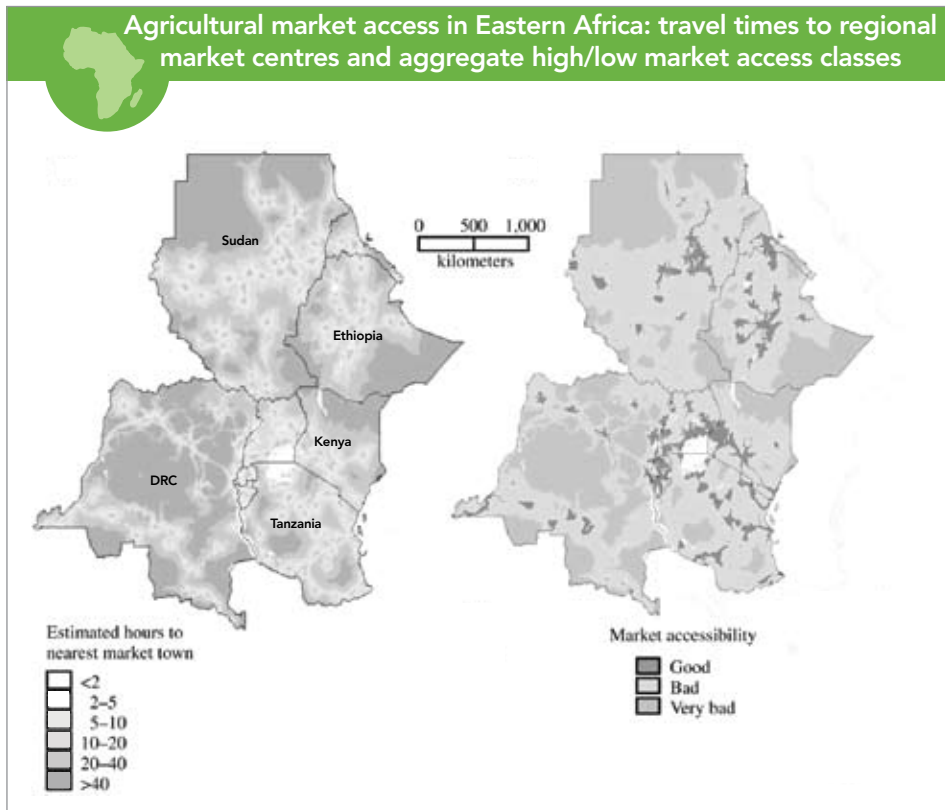 Agricultural market access in Eastern Africa: travel times to regional
market centres and aggregate high/low market access classes
0 500 1,000
kilometers
Sudan
Ethiopia
Kenya
DRC
Tanzania
Estimated hours to
nearest market town
<2
2–5
5–10
10–20
20–40
>40
Market accessibility
Good
Bad
Very bad